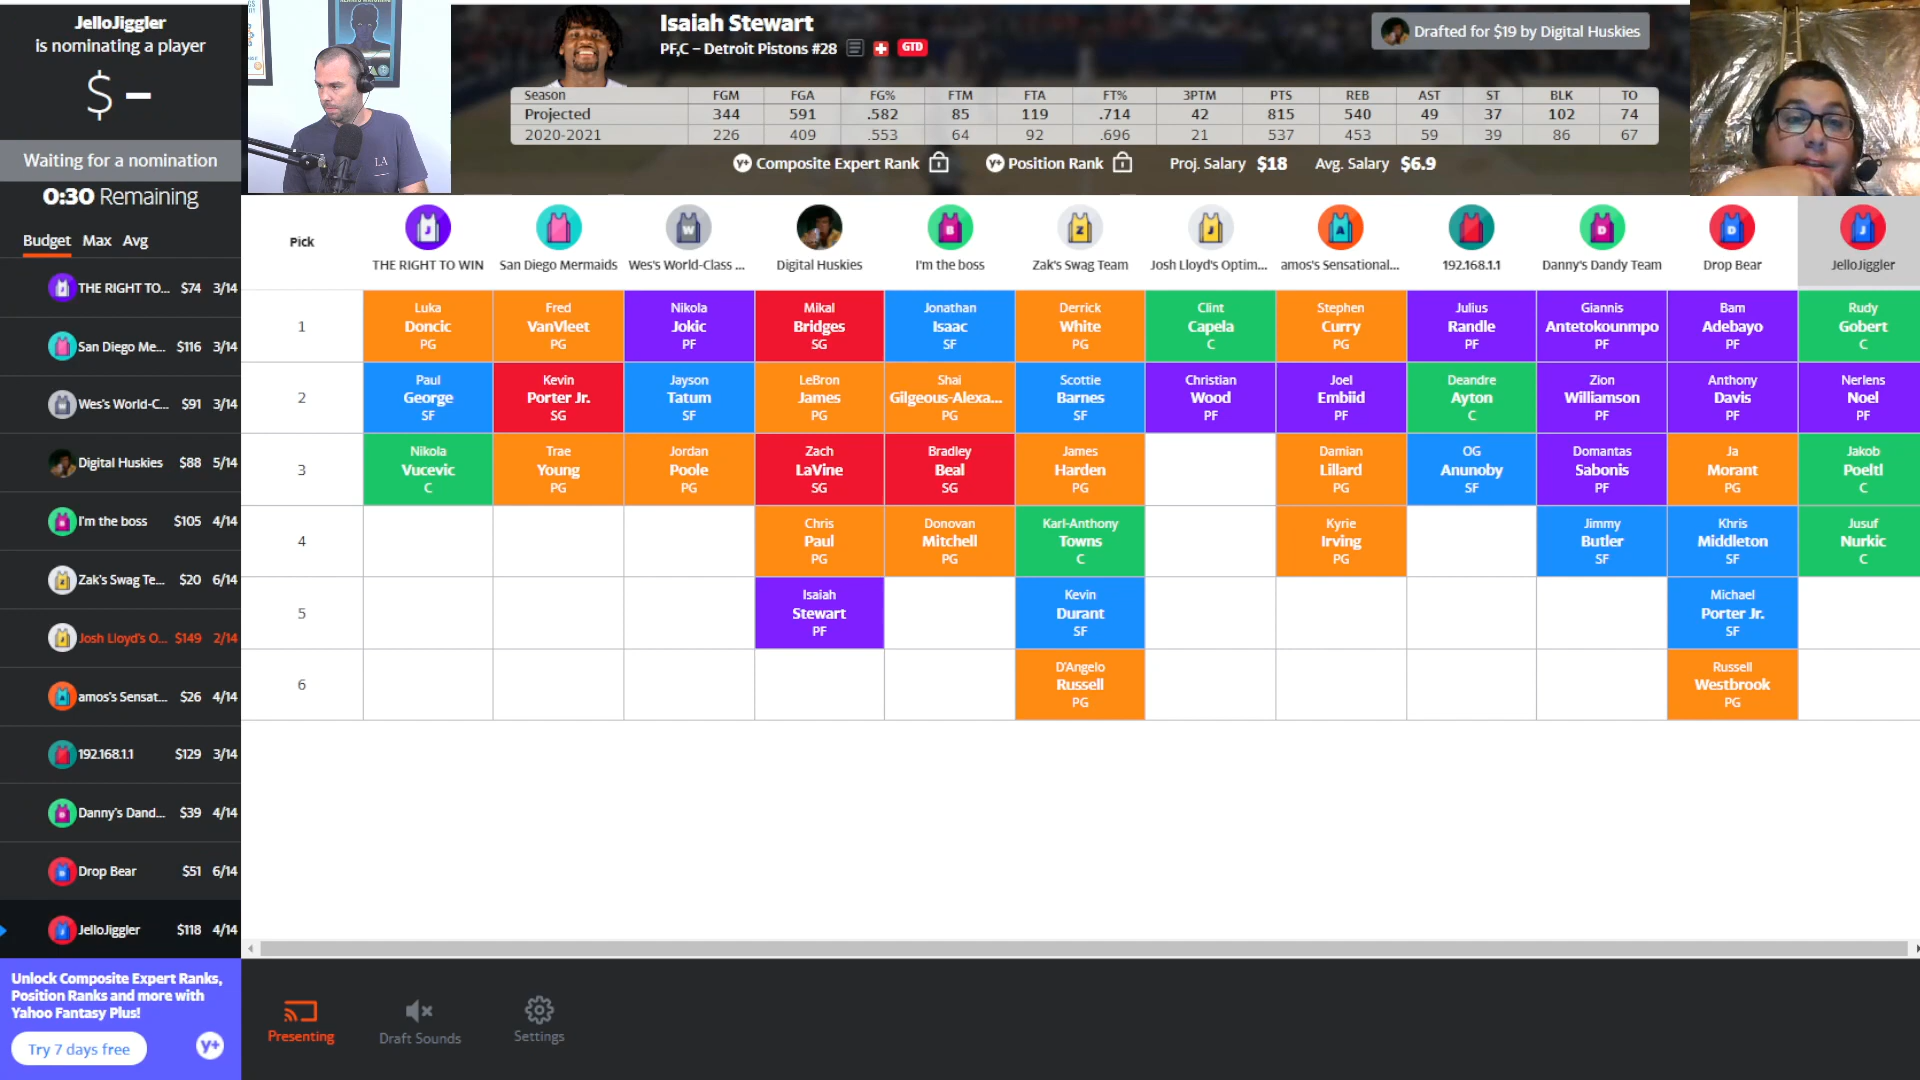 JelloJiggler
is nominating a player
$ –
Waiting for a nomination
0:30 Remaining
Budget Max Avg
THE RIGHT TO... $74 3/14
San Diego Me... $116 3/14
Wes's World-C... $91 3/14
Digital Huskies $88 5/14
I'm the boss $105 4/14
Zak's Swag Te... $20 6/14
Josh Lloyd's O... $149 2/14
amos's Sensat... $26 4/14
192.168.1.1 $129 3/14
Danny's Dand... $39 4/14
Drop Bear $51 6/14
JelloJiggler $118 4/14
Unlock Composite Expert Ranks,
Position Ranks and more with
Yahoo Fantasy Plus!
Try 7 days free
y+
LA
Isaiah Stewart
PF,C – Detroit Pistons #28 GTD
Drafted for $19 by Digital Huskies
Season FGM FGA FG% FTM FTA FT% 3PTM PTS REB AST ST BLK TO
Projected 344 591 .582 85 119 .714 42 815 540 49 37 102 74
2020-2021 226 409 .553 64 92 .696 21 537 453 59 39 86 67
y+ Composite Expert Rank y+ Position Rank Proj. Salary $18 Avg. Salary $6.9
Pick
J W B Z J A D D J
THE RIGHT TO WIN San Diego Mermaids Wes's World-Class ... Digital Huskies I'm the boss Zak's Swag Team Josh Lloyd's Optim... amos's Sensational... 192.168.1.1 Danny's Dandy Team Drop Bear JelloJiggler
Luka Fred Nikola Mikal Jonathan Derrick Clint Stephen Julius Giannis Bam Rudy
1 Doncic VanVleet Jokic Bridges Isaac White Capela Curry Randle Antetokounmpo Adebayo Gobert
PG PG PF SG SF PG C PG PF PF PF C
Paul Kevin Jayson LeBron Shai Scottie Christian Joel Deandre Zion Anthony Nerlens
2 George Porter Jr. Tatum James Gilgeous-Alexa... Barnes Wood Embiid Ayton Williamson Davis Noel
SF SG SF PG PG SF PF PF C PF PF PF
Nikola Trae Jordan Zach Bradley James Damian OG Domantas Ja Jakob
3 Vucevic Young Poole LaVine Beal Harden Lillard Anunoby Sabonis Morant Poeltl
C PG PG SG SG PG PG SF PF PG C
Chris Donovan Karl-Anthony Kyrie Jimmy Khris Jusuf
4 Paul Mitchell Towns Irving Butler Middleton Nurkic
PG PG C PG SF SF C
Isaiah Kevin Michael
5 Stewart Durant Porter Jr.
PF SF SF
D'Angelo Russell
6 Russell Westbrook
PG PG
Presenting Draft Sounds Settings